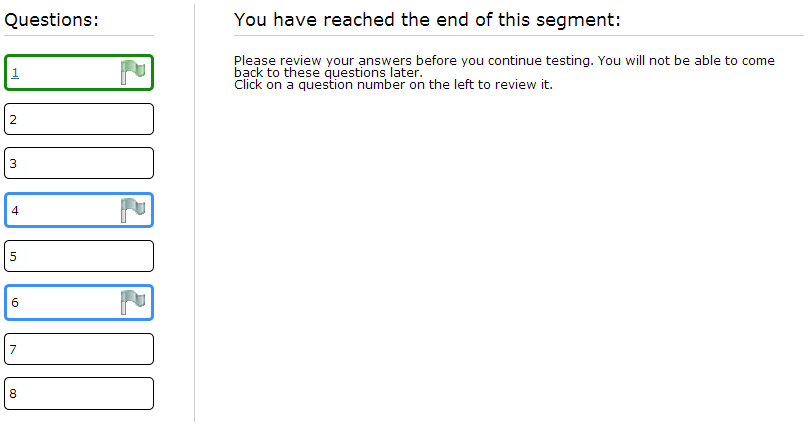 Questions:
1
2
3
4
5
6
7
8
You have reached the end of this segment:
Please review your answers before you continue testing. You will not be able to come
back to these questions later.
Click on a question number on the left to review it.